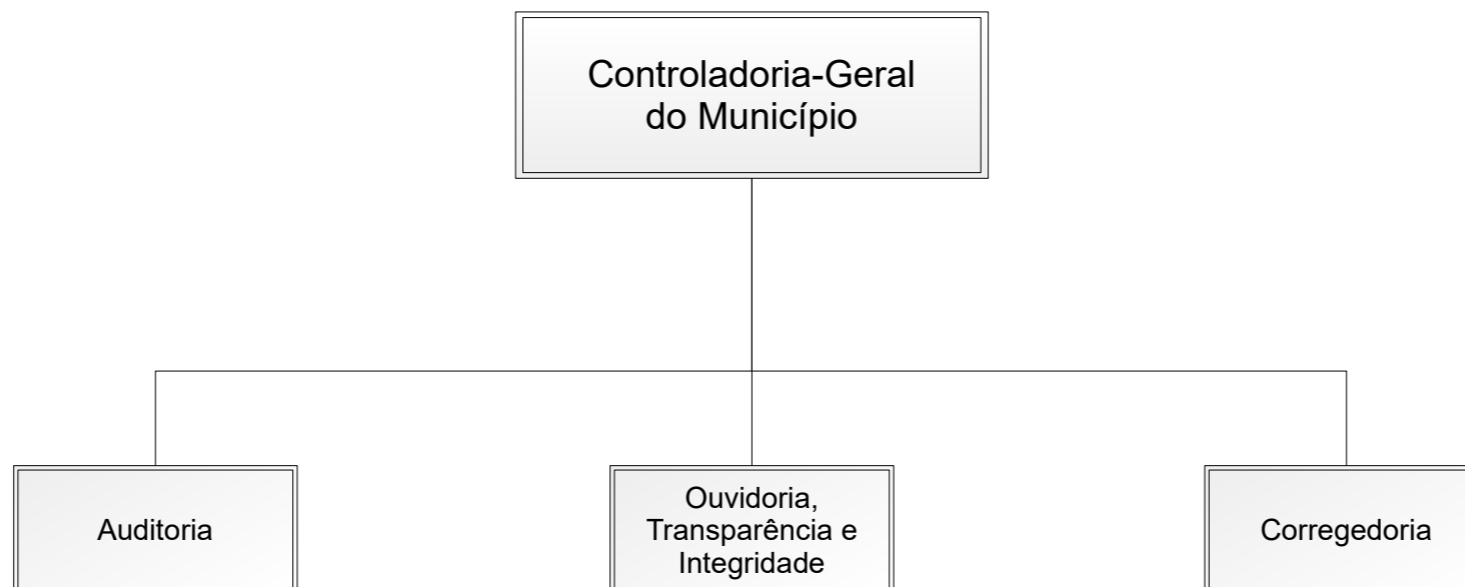 Controladoria-Geral
do Município
Auditoria
Ouvidoria,
Transparência e
Integridade
Corregedoria